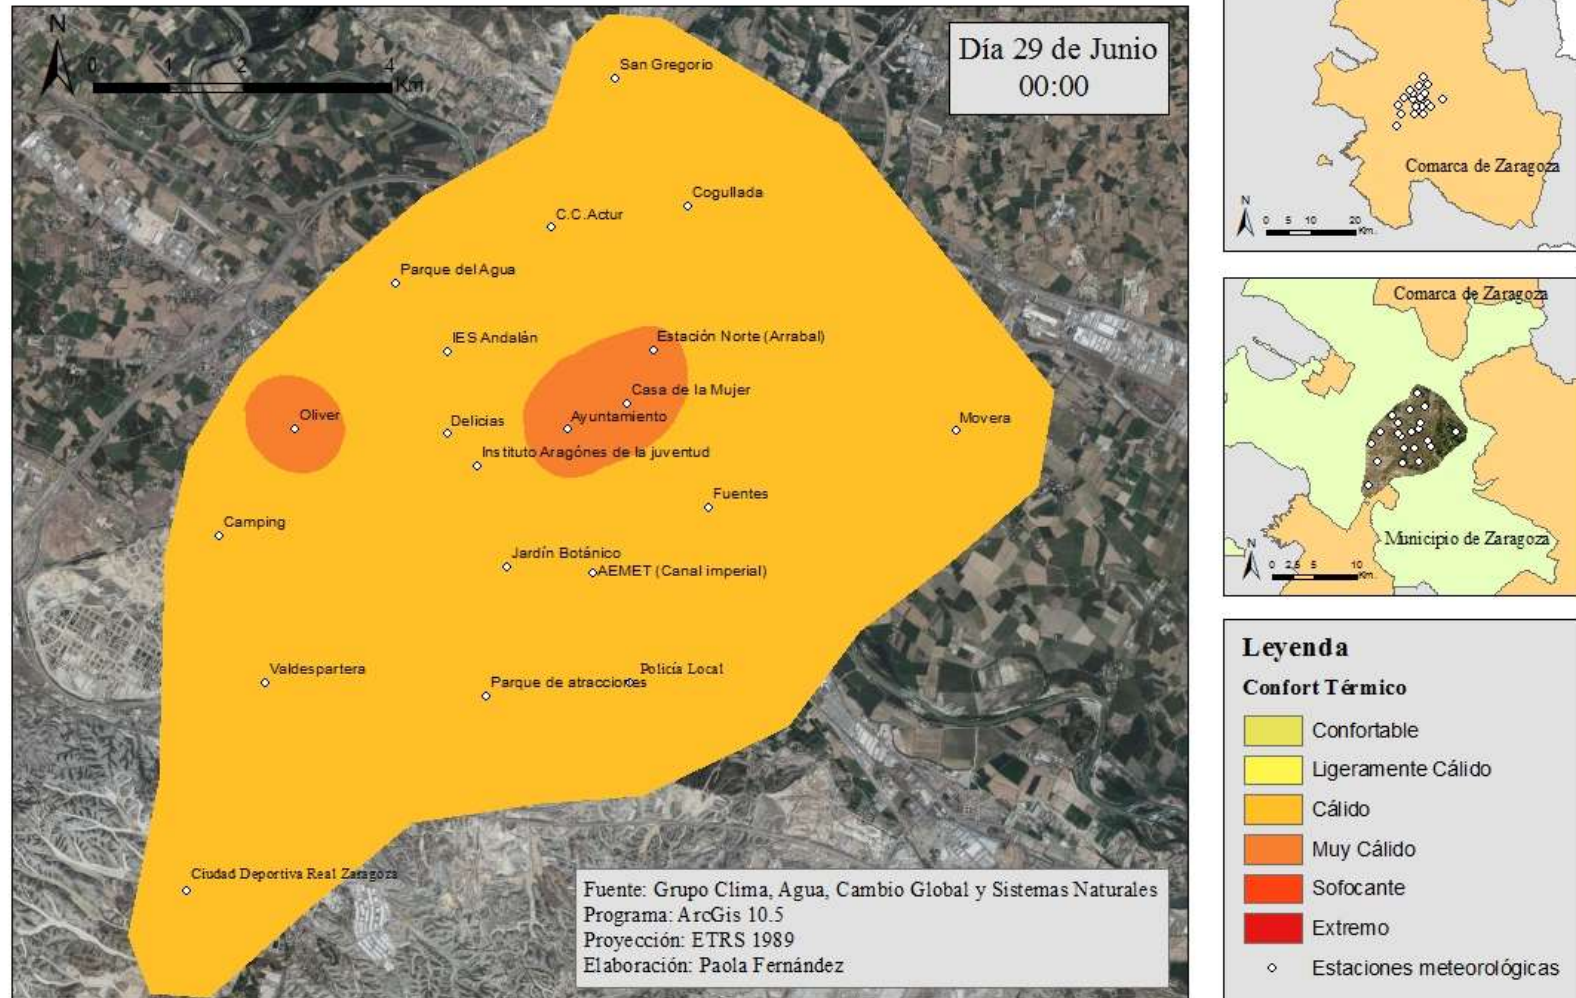 N
0 1 2 4
Km
Día 29 de Junio
00:00
San Gregorio
Cogullada
C.C.Actur
Parque del Agua
IES Andalán
Estación Norte (Arrabal)
Casa de la Mujer
Oliver
Ayuntamiento
Delicias
Movera
Instituto Aragónes de la juventud
Fuentes
Camping
Jardín Botánico
AEMET (Canal imperial)
Valdespartera
Policía Local
Parque de atracciones
Ciudad Deportiva Real Zaragoza
Fuente: Grupo Clima, Agua, Cambio Global y Sistemas Naturales
Programa: ArcGis 10.5
Proyección: ETRS 1989
Elaboración: Paola Fernández
Comarca de Zaragoza
N
0 5 10 20
Km.
Comarca de Zaragoza
Municipio de Zaragoza
N
0 2,5 5 10
Km.
Leyenda
Confort Térmico
Confortable
Ligeramente Cálido
Cálido
Muy Cálido
Sofocante
Extremo
Estaciones meteorológicas